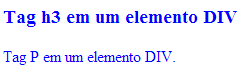 Tag h3 em um elemento DIV
Tag P em um elemento DIV.